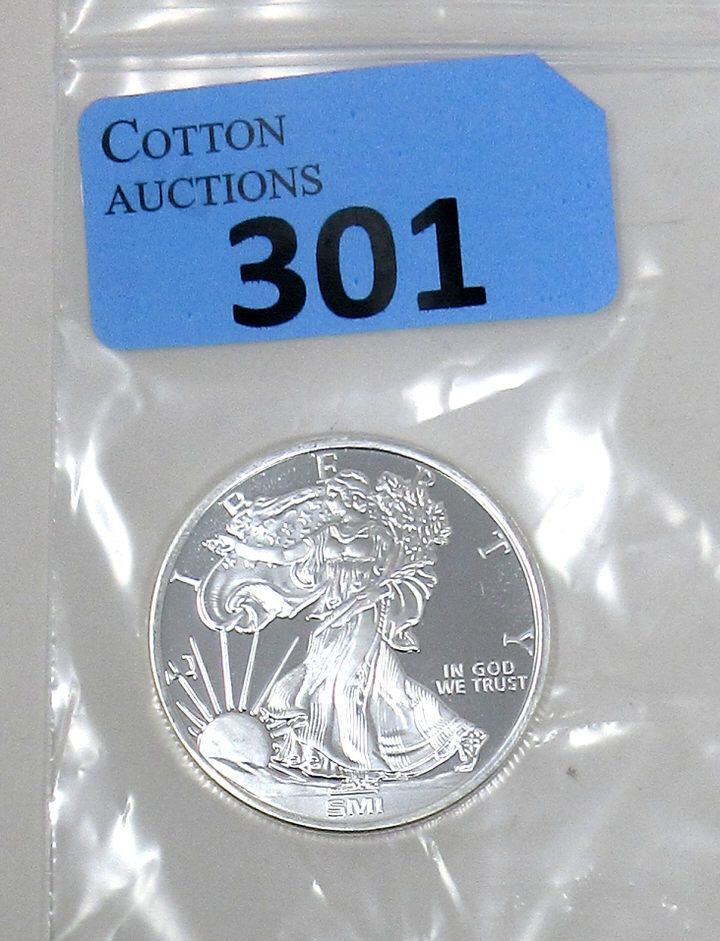 COTTON
AUCTIONS
301
LIBERTY
IN GOD
WE TRUST
SMI